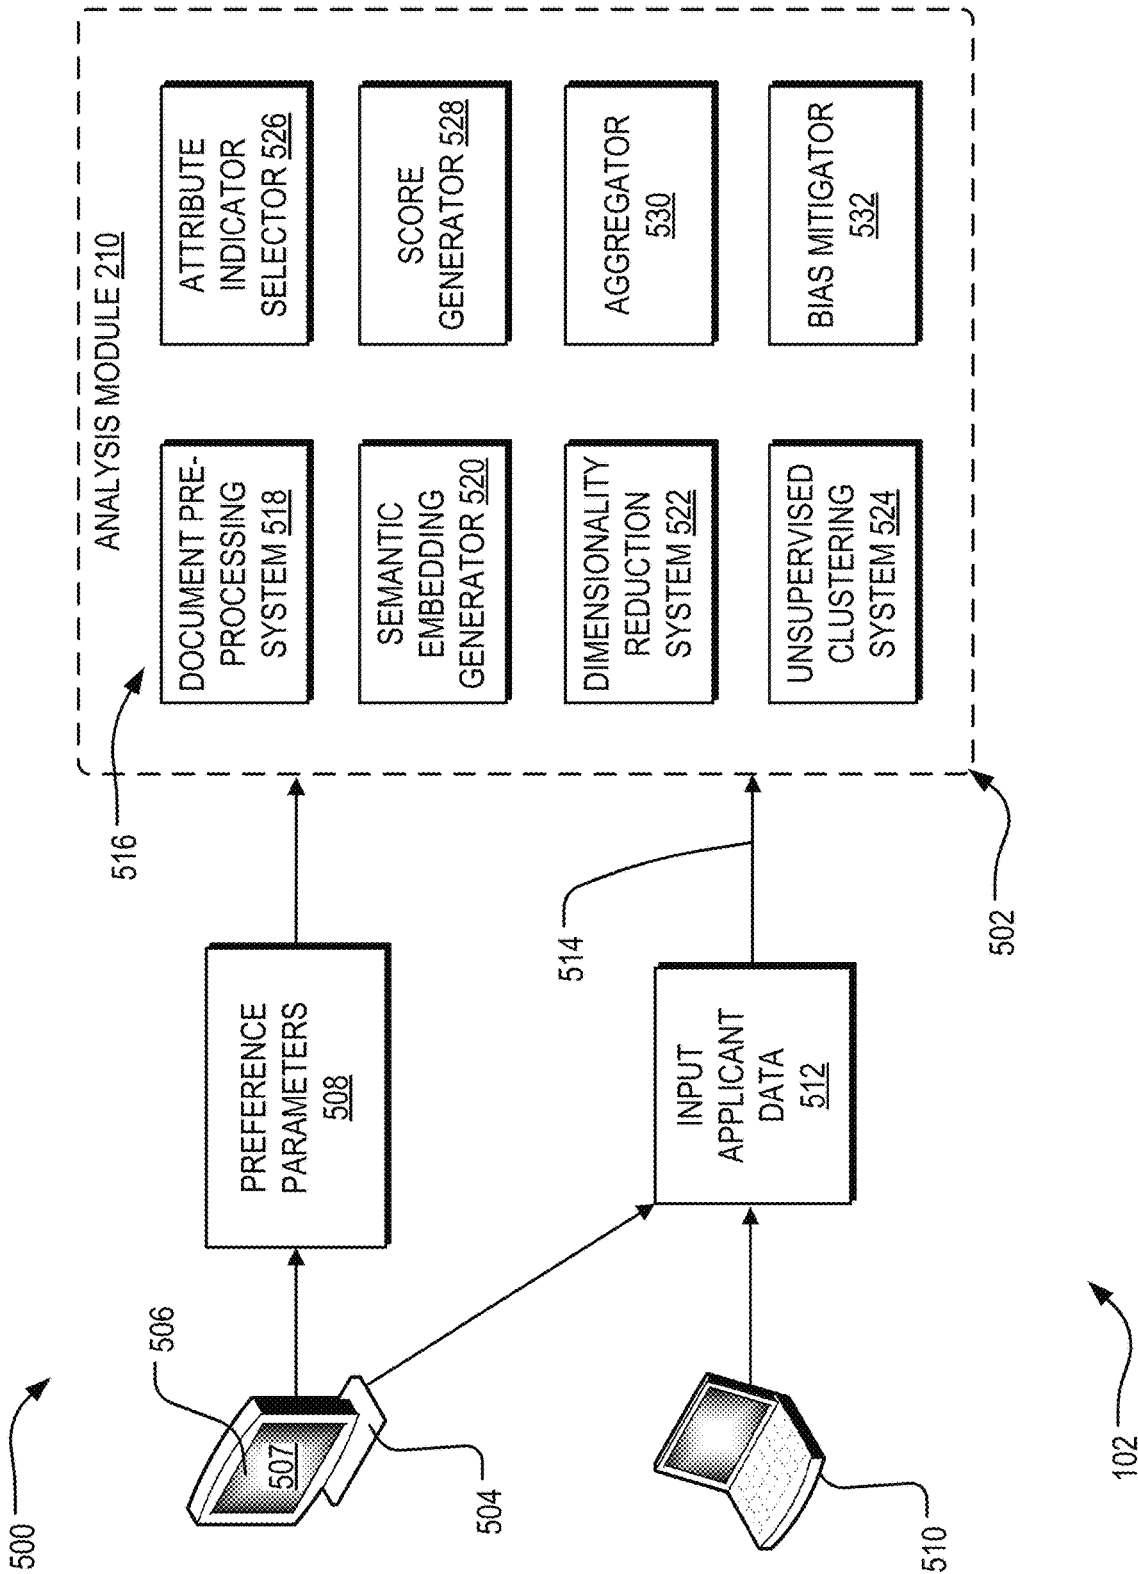 500
506
507
504
PREFERENCE
PARAMETERS
508
516
ANALYSIS MODULE 210
DOCUMENT PRE-
PROCESSING
SYSTEM 518
ATTRIBUTE
INDICATOR
SELECTOR 526
SEMANTIC
EMBEDDING
GENERATOR 520
SCORE
GENERATOR 528
DIMENSIONALITY
REDUCTION
SYSTEM 522
AGGREGATOR
530
UNSUPERVISED
CLUSTERING
SYSTEM 524
BIAS MITIGATOR
532
510
INPUT
APPLICANT
DATA
512
514
502
102